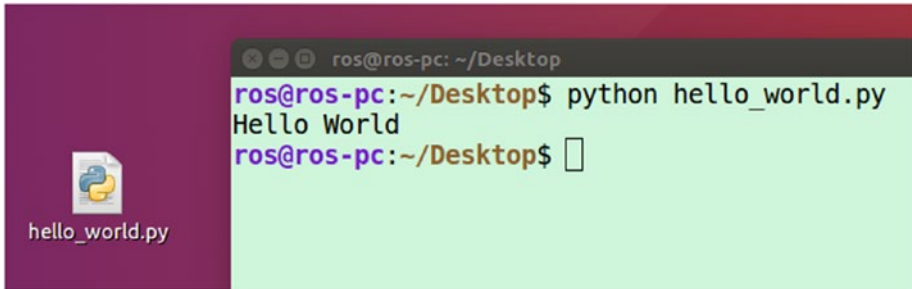 ros@ros-pc: ~/Desktop
ros@ros-pc:~/Desktop$ python hello_world.py
Hello World
ros@ros-pc:~/Desktop$
hello_world.py